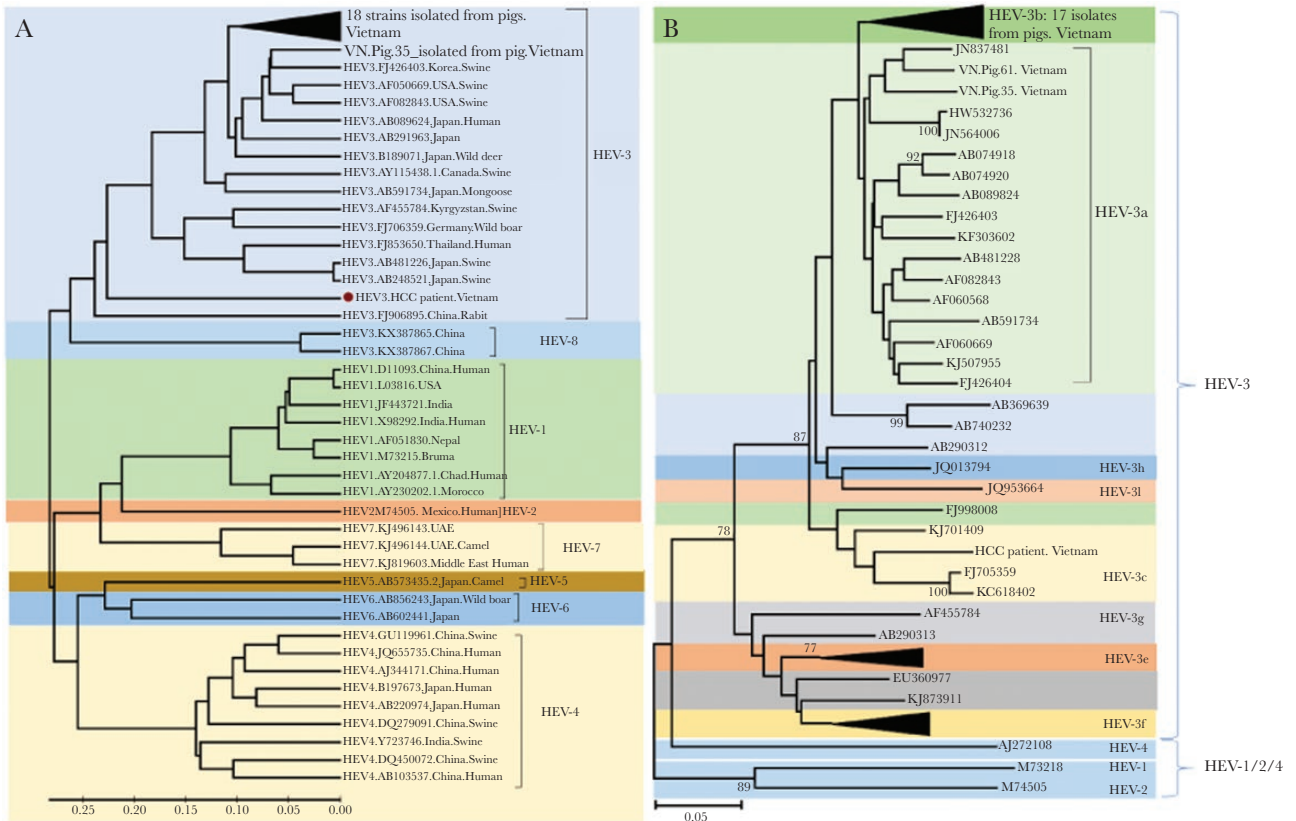 A
18 strains isolated from pigs.
Vietnam
VN.Pig.35_isolated from pig.Vietnam
HEV3.FJ426403.Korea.Swine
HEV3.AF050669.USA.Swine
HEV3.AF082843.USA.Swine
HEV3.AB089624.Japan.Human
HEV3.AB291963.Japan
HEV3.B189071.Japan.Wild deer
HEV3.AY115438.1.Canada.Swine
HEV3.AB591734.Japan.Mongoose
HEV3.AF455784.Kyrgyzstan.Swine
HEV3.FJ706359.Germany.Wild boar
HEV3.FJ853650.Thailand.Human
HEV3.AB481226.Japan.Swine
HEV3.AB248521.Japan.Swine
HEV3.HCC patient.Vietnam
HEV3.FJ906895.China.Rabit
HEV-3
HEV3.KX387865.China
HEV3.KX387867.China
HEV-8
HEV1.D11093.China.Human
HEV1.L03816.USA
HEV1.JF443721.India
HEV1.X98292.India.Human
HEV1.AF051830.Nepal
HEV1.M73215.Bruma
HEV1.AY204877.1.Chad.Human
HEV1.AY230202.1.Morocco
HEV-1
HEV2M74505. Mexico.Human]HEV-2
HEV7.KJ496143.UAE
HEV7.KJ496144.UAE.Camel
HEV7.KJ819603.Middle East Human
HEV-7
HEV5.AB573435.2.Japan.Camel
HEV-5
HEV6.AB856243.Japan.Wild boar
HEV6.AB602441.Japan
HEV-6
HEV4.GU119961.China.Swine
HEV4.JQ655735.China.Human
HEV4.AJ344171.China.Human
HEV4.B197673.Japan.Human
HEV4.AB220974.Japan.Human
HEV4.DQ279091.China.Swine
HEV4.Y723746.India.Swine
HEV4.DQ450072.China.Swine
HEV4.AB103537.China.Human
HEV-4
0.25 0.20 0.15 0.10 0.05 0.00
B
HEV-3b: 17 isolates
from pigs. Vietnam
JN837481
VN.Pig.61. Vietnam
VN.Pig.35. Vietnam
HW532736
100
JN564006
92
AB074918
AB074920
AB089824
FJ426403
KF303602
AB481228
AF082843
AF060568
AB591734
AF060669
KJ507955
FJ426404
HEV-3a
AB369639
99
AB740232
87
AB290312
JQ013794
HEV-3h
JQ953664
HEV-3l
FJ998008
78
KJ701409
HCC patient. Vietnam
FJ705359
100
KC618402
HEV-3c
AF455784
HEV-3g
AB290313
77
HEV-3e
EU360977
KJ873911
HEV-3f
HEV-3
AJ272108
HEV-4
M73218
HEV-1
89
M74505
HEV-2
HEV-1/2/4
0.05